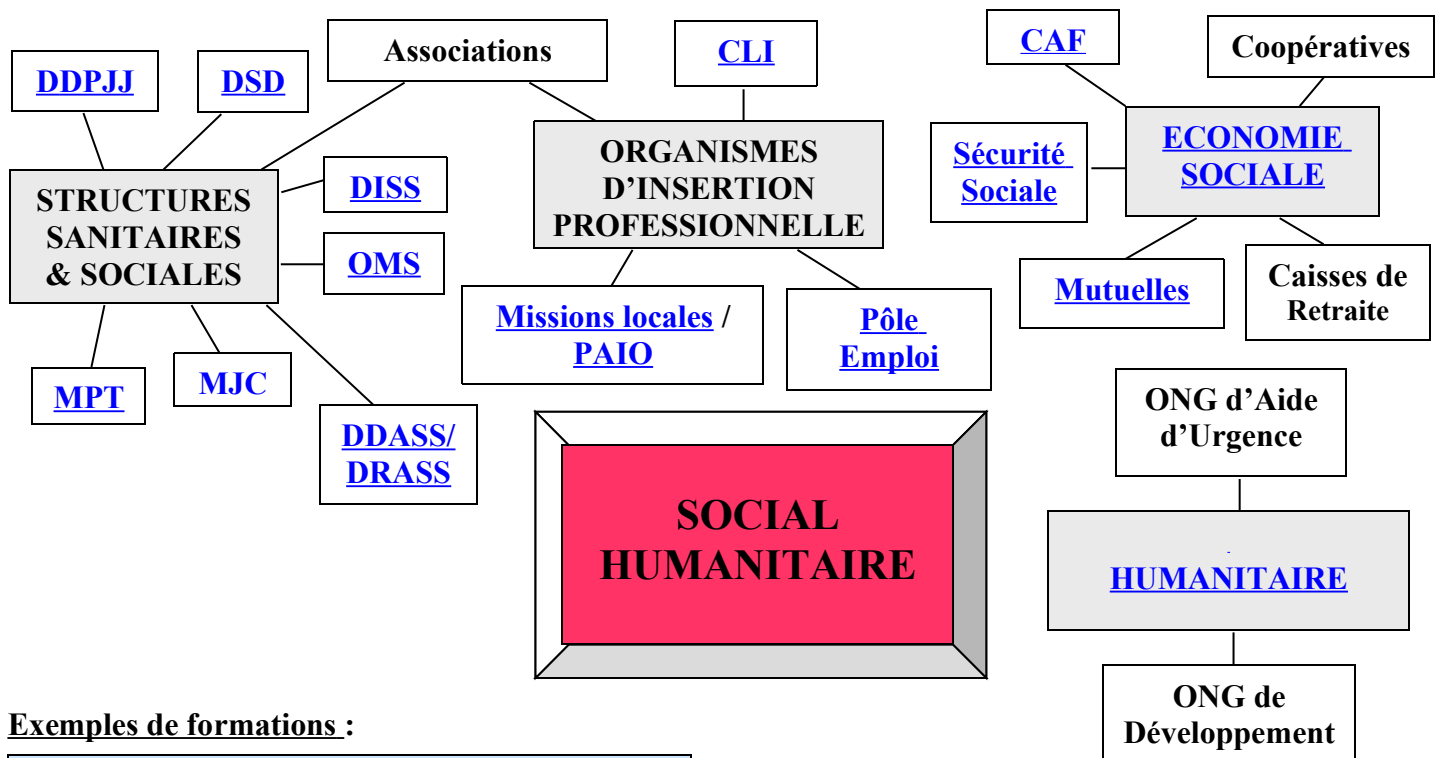 Associations
CLI
CAF
Coopératives
DDPJJ
DSD
STRUCTURES
SANITAIRES
& SOCIALES
DISS
OMS
MPT
MJC
DDASS/
DRASS
ORGANISMES
D’INSERTION
PROFESSIONNELLE
Missions locales /
PAIO
Pôle
Emploi
Sécurité
Sociale
ECONOMIE
SOCIALE
Mutuelles
Caisses de
Retraite
ONG d’Aide
d’Urgence
HUMANITAIRE
ONG de
Développement
SOCIAL
HUMANITAIRE
Exemples de formations :